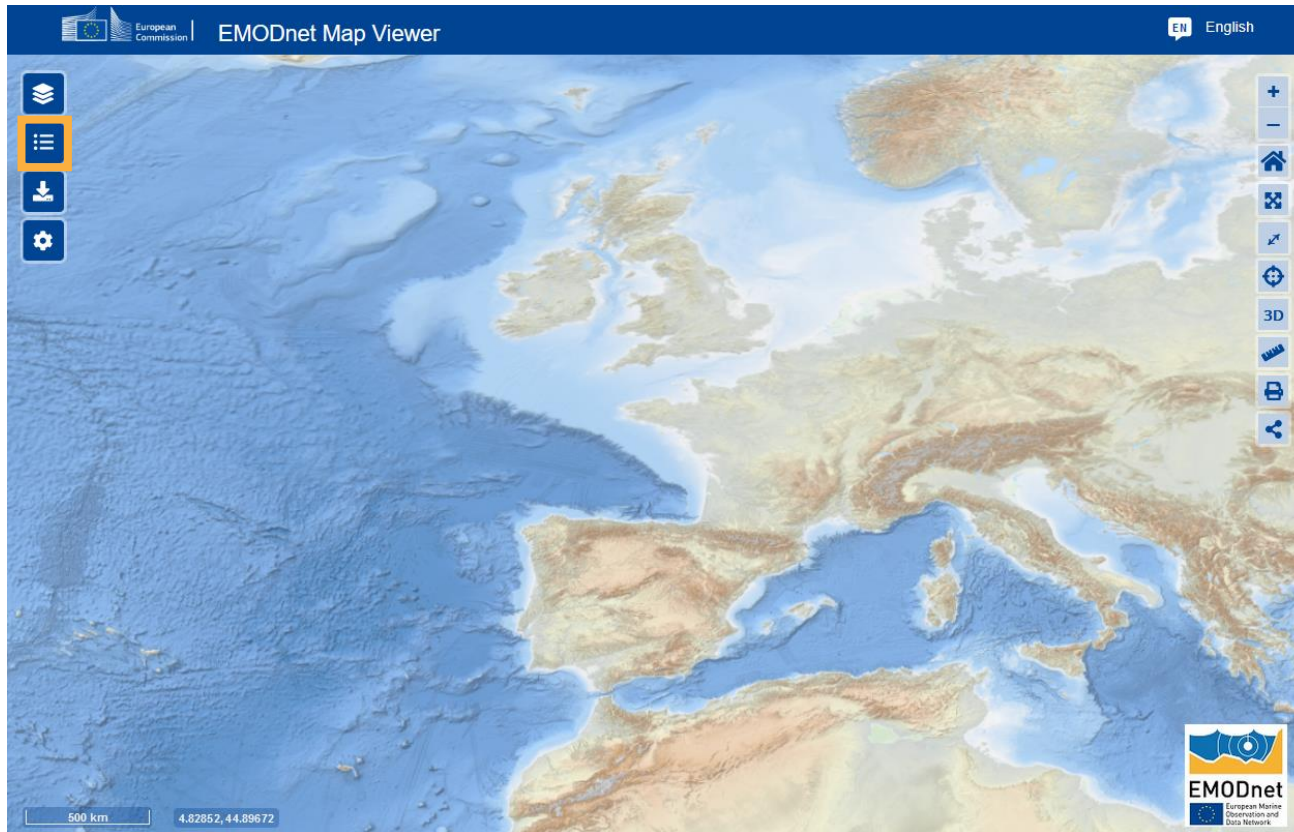 European
Commission
EMODnet Map Viewer
EN
English
+
−
3D
500 km
4.82852, 44.89672
EMODnet
European Marine
Observation and
Data Network